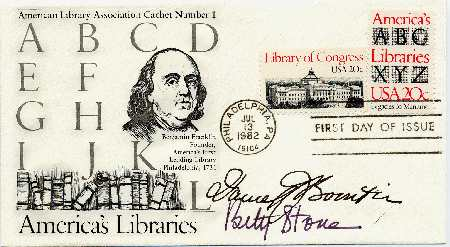 American Library Association Cachet Number 1
A B C D
E F
G H
I J K
L
Benjamin Franklin,
Founder,
America's First
Lending Library
Philadelphia, 1731
America's Libraries
Library of Congress
USA 20c
America's
ABC
Libraries
XYZ
USA 20c
Legacies To Mankind
PHILADELPHIA, PA
JUL
13
1982
19104
FIRST DAY OF ISSUE
Betty Stone